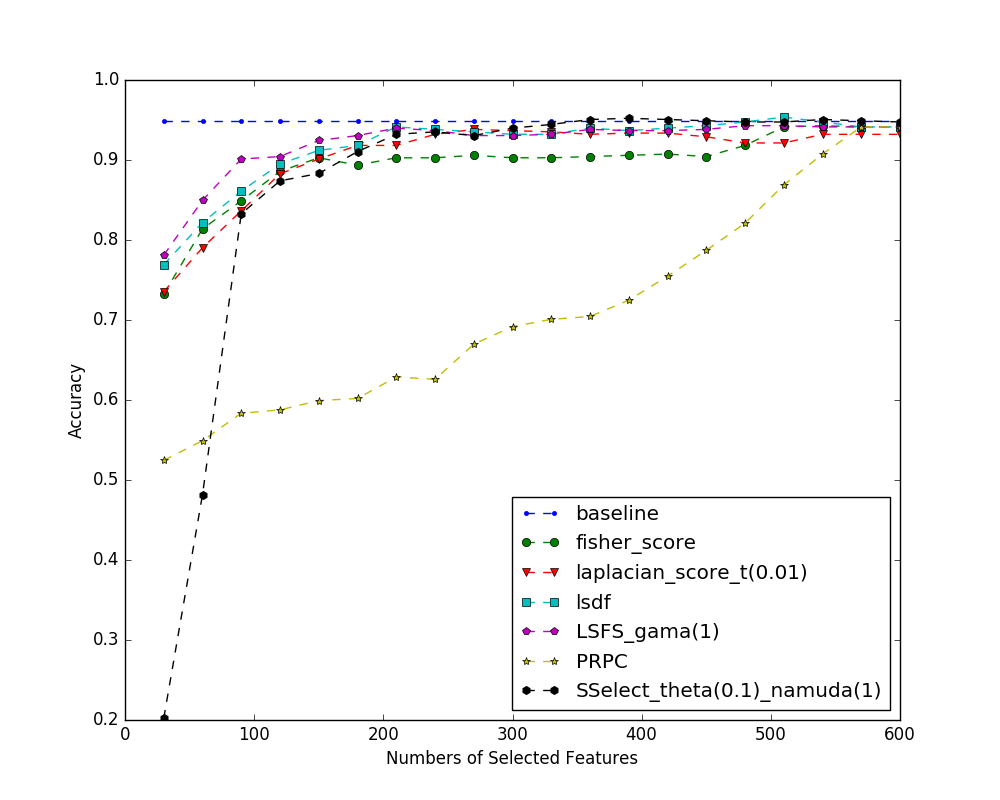 1.0
0.9
0.8
0.7
0.6
0.5
0.4
0.3
0.2
Accuracy
baseline
fisher_score
laplacian_score_t(0.01)
lsdf
LSFS_gama(1)
PRPC
SSelect_theta(0.1)_namuda(1)
0 100 200 300 400 500 600
Numbers of Selected Features